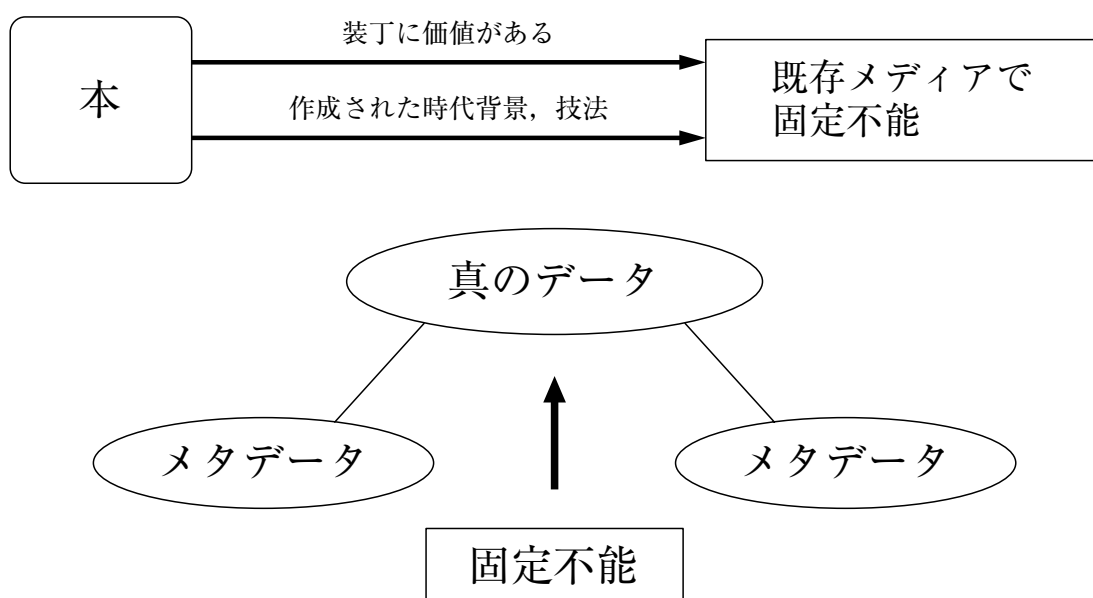 装丁に価値がある
本
作成された時代背景，技法
既存メディアで
固定不能
真のデータ
メタデータ
メタデータ
固定不能